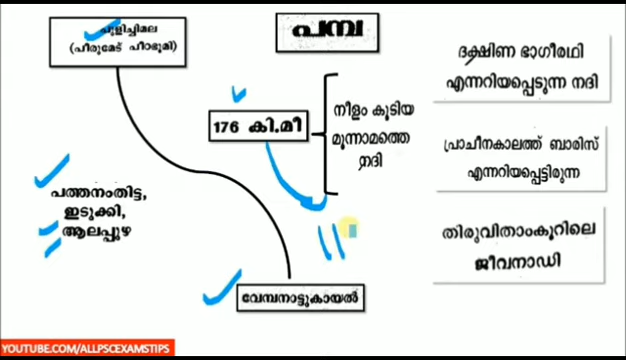 പമ്പ
പുളിച്ചിമല
(പീരുമേട് പീഠഭൂമി)
176 കി.മീ
നീളം കൂടിയ
മൂന്നാമത്തെ
നദി
പത്തനംതിട്ട,
ഇടുക്കി,
ആലപ്പുഴ
വേമ്പനാട്ടുകായൽ
ദക്ഷിണ ഭാഗീരഥി
എന്നറിയപ്പെടുന്ന നദി
പ്രാചീനകാലത്ത് ബാരിസ്
എന്നറിയപ്പെട്ടിരുന്ന
തിരുവിതാംകൂറിലെ
ജീവനാഡി
YOUTUBE.COM/ALLPSCEXAMSTIPS